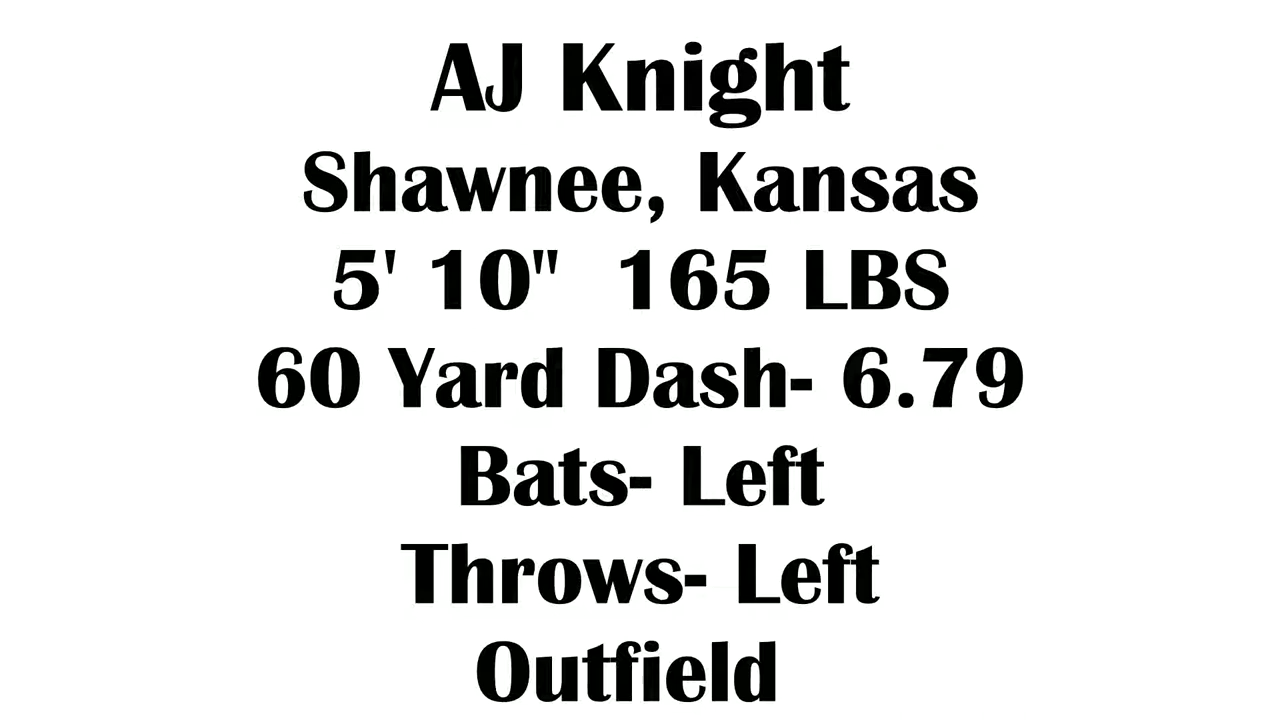 AJ Knight
Shawnee, Kansas
5' 10"  165 LBS
60 Yard Dash- 6.79
Bats- Left
Throws- Left
Outfield